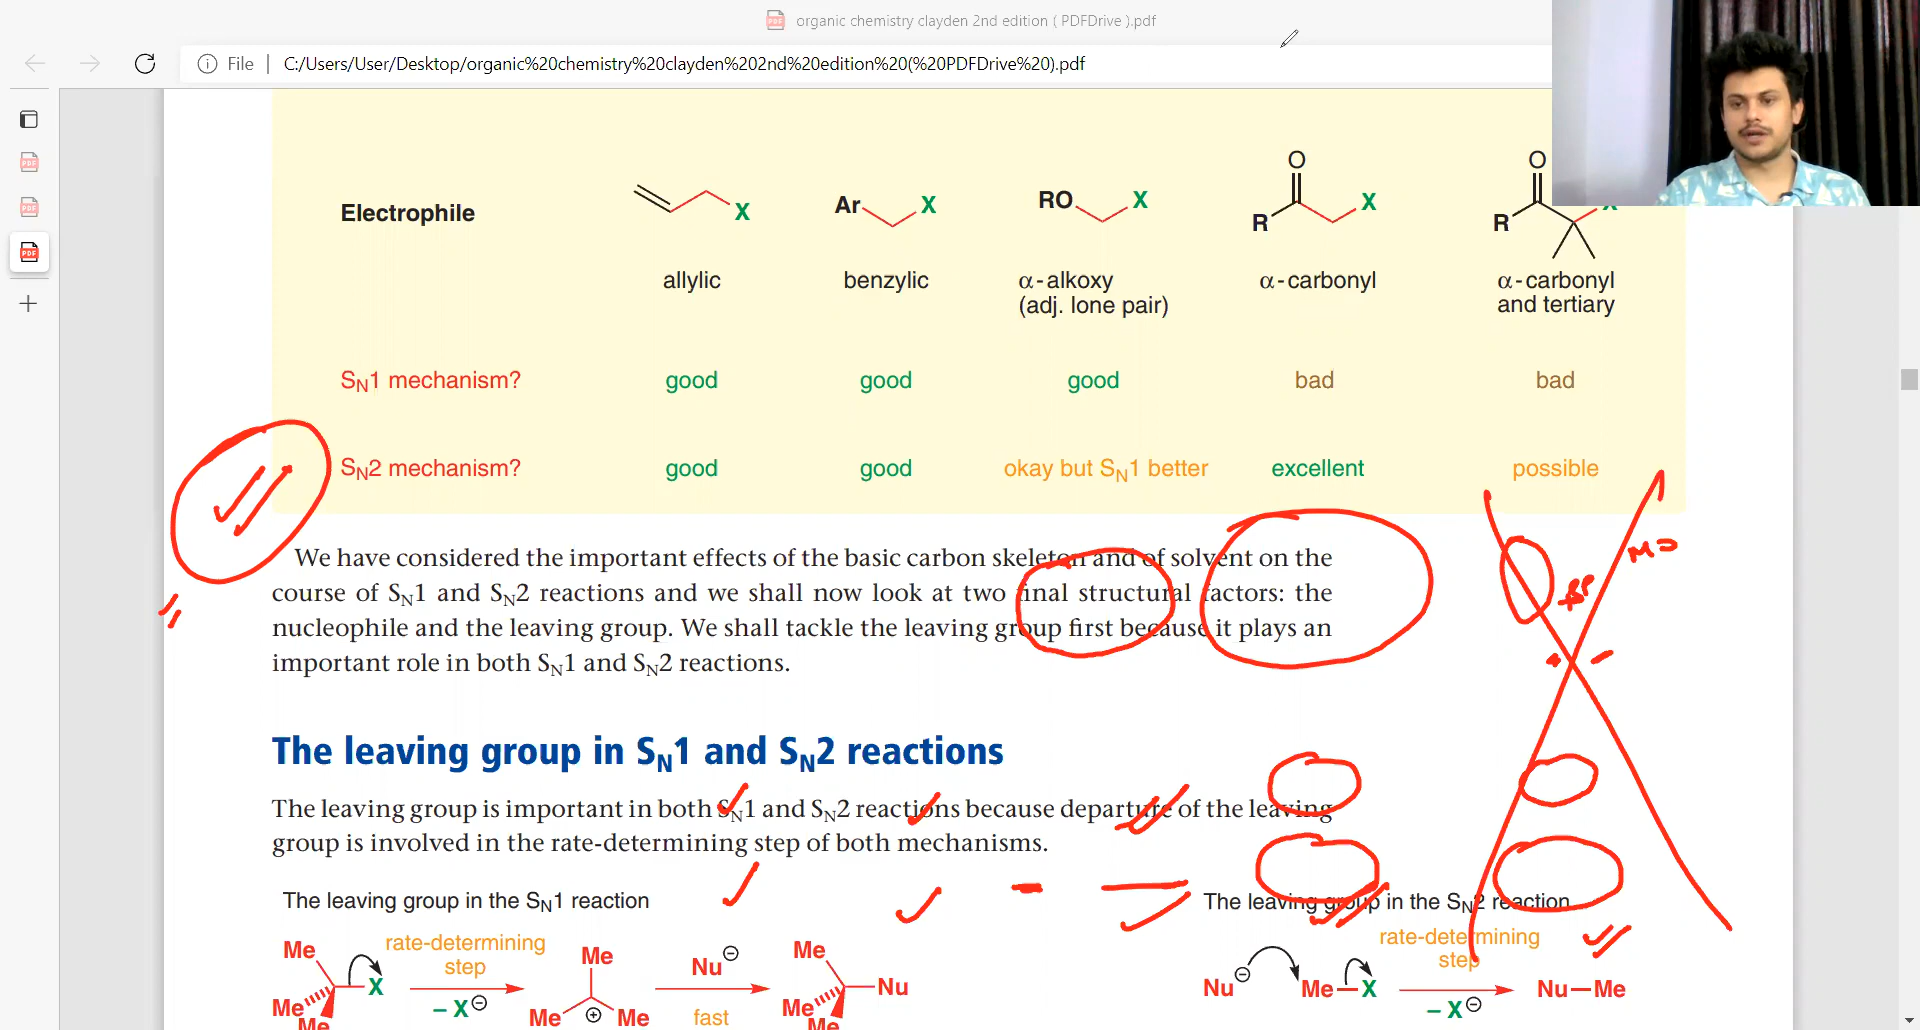 organic chemistry clayden 2nd edition ( PDFDrive ).pdf
File | C:/Users/User/Desktop/organic%20chemistry%20clayden%202nd%20edition%20(%20PDFDrive%20).pdf
Electrophile
X
Ar X
RO X
O R X
O R
allylic
benzylic
α-alkoxy
(adj. lone pair)
α-carbonyl
α-carbonyl
and tertiary
SN1 mechanism? good good good bad bad
SN2 mechanism? good good okay but SN1 better excellent possible
We have considered the important effects of the basic carbon skeleton and of solvent on the
course of SN1 and SN2 reactions and we shall now look at two final structural factors: the
nucleophile and the leaving group. We shall tackle the leaving group first because it plays an
important role in both SN1 and SN2 reactions.
The leaving group in SN1 and SN2 reactions
The leaving group is important in both SN1 and SN2 reactions because departure of the leaving
group is involved in the rate-determining step of both mechanisms.
The leaving group in the SN1 reaction
Me
Me
Me
X
rate-determining
step
– X⊖
Me
Me ⊕ Me
Nu⊖
fast
Me
Me
Me
Nu
The leaving group in the SN2 reaction
Nu⊖ Me–X
rate-determining
step
– X⊖
Nu–Me